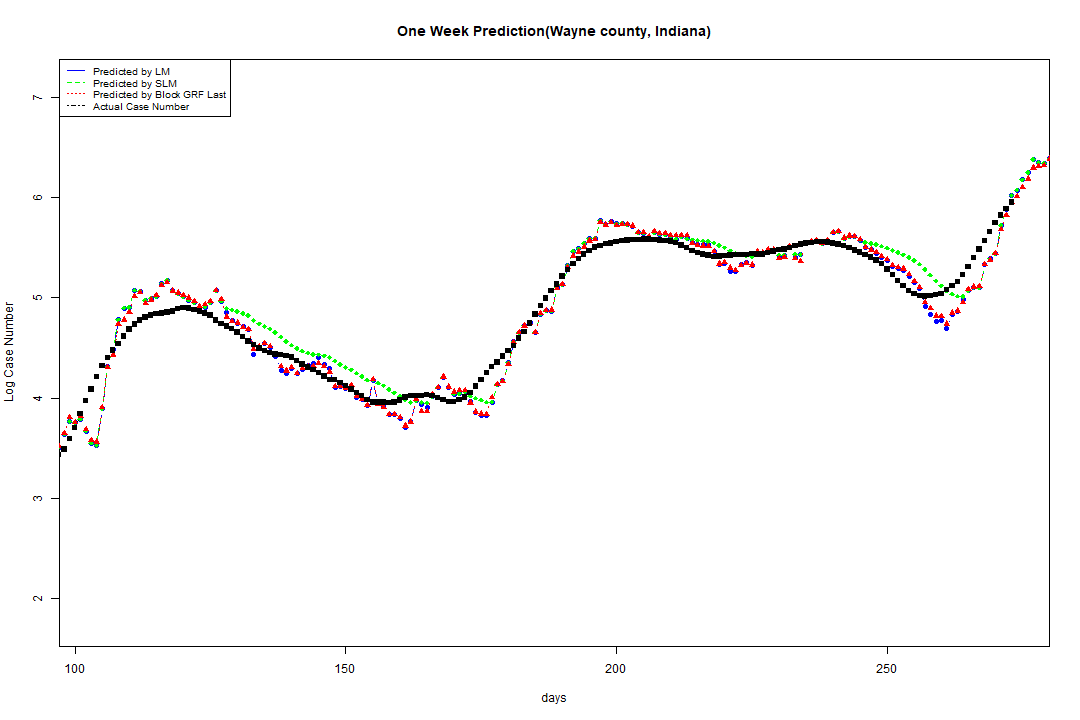 One Week Prediction(Wayne county, Indiana)
Predicted by LM
Predicted by SLM
Predicted by Block GRF Last
Actual Case Number
7
6
5
4
3
2
Log Case Number
100 150 200 250
days